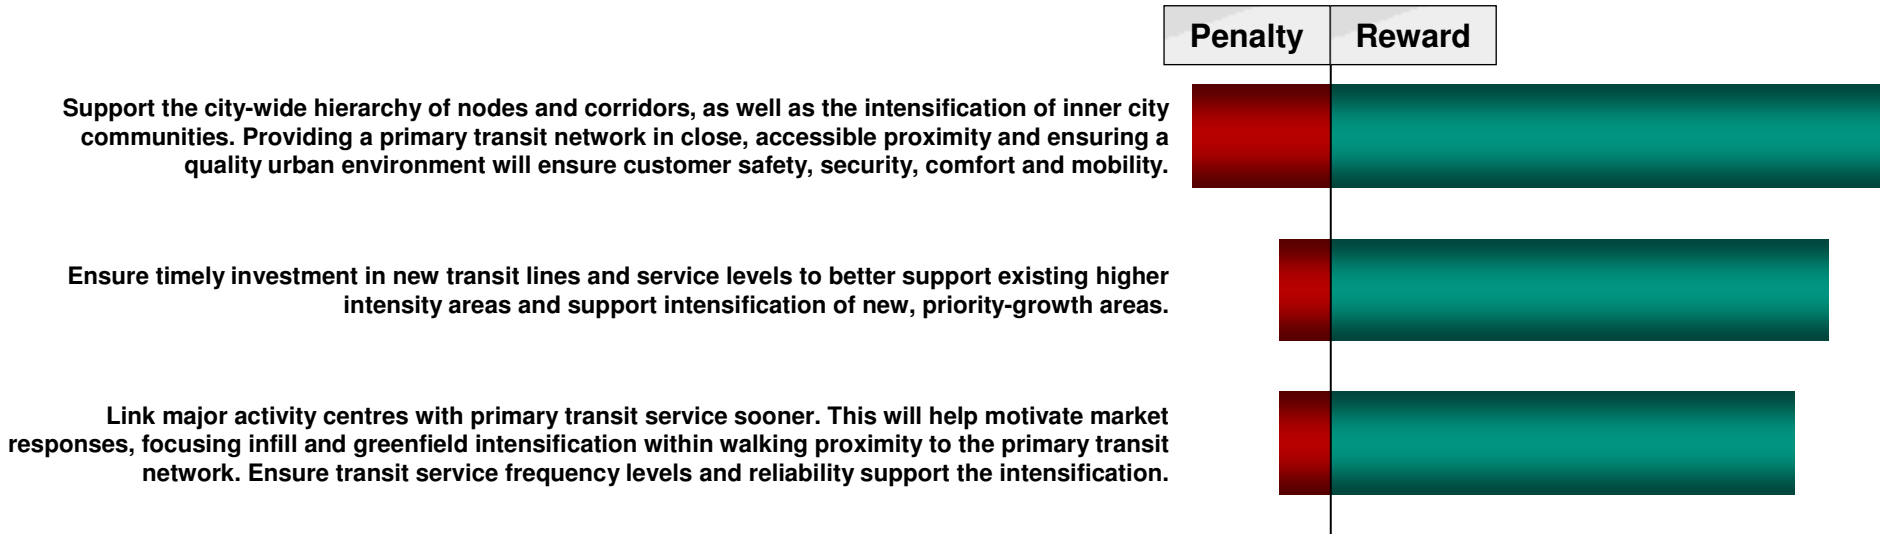 Penalty Reward
Support the city-wide hierarchy of nodes and corridors, as well as the intensification of inner city
communities. Providing a primary transit network in close, accessible proximity and ensuring a
quality urban environment will ensure customer safety, security, comfort and mobility.
Ensure timely investment in new transit lines and service levels to better support existing higher
intensity areas and support intensification of new, priority-growth areas.
Link major activity centres with primary transit service sooner. This will help motivate market
responses, focusing infill and greenfield intensification within walking proximity to the primary transit
network. Ensure transit service frequency levels and reliability support the intensification.